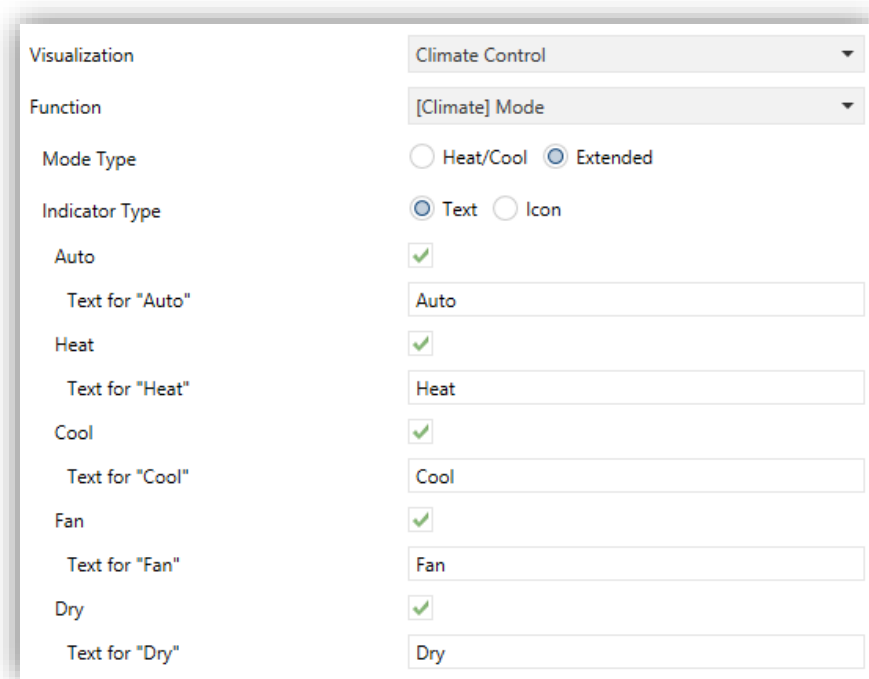 Visualization Climate Control
Function [Climate] Mode
Mode Type Heat/Cool Extended
Indicator Type Text Icon
Auto
Text for "Auto" Auto
Heat
Text for "Heat" Heat
Cool
Text for "Cool" Cool
Fan
Text for "Fan" Fan
Dry
Text for "Dry" Dry